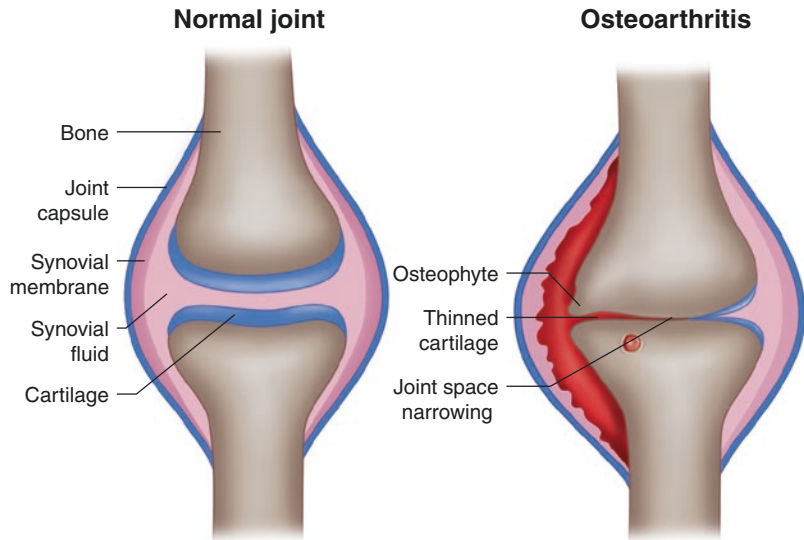 Normal joint
Bone
Joint
capsule
Synovial
membrane
Synovial
fluid
Cartilage
Osteoarthritis
Osteophyte
Thinned
cartilage
Joint space
narrowing